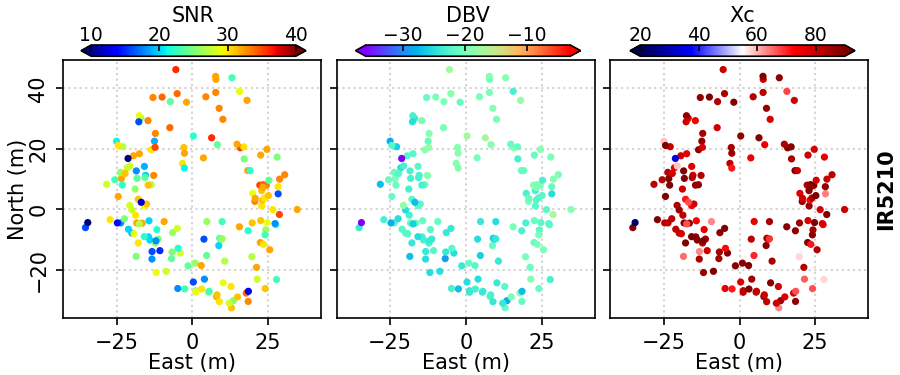 SNR DBV Xc
10 20 30 40 −30 −20 −10 20 40 60 80
40
20
0
−20
North (m)
−25 0 25 −25 0 25 −25 0 25
East (m) East (m) East (m)
IR5210